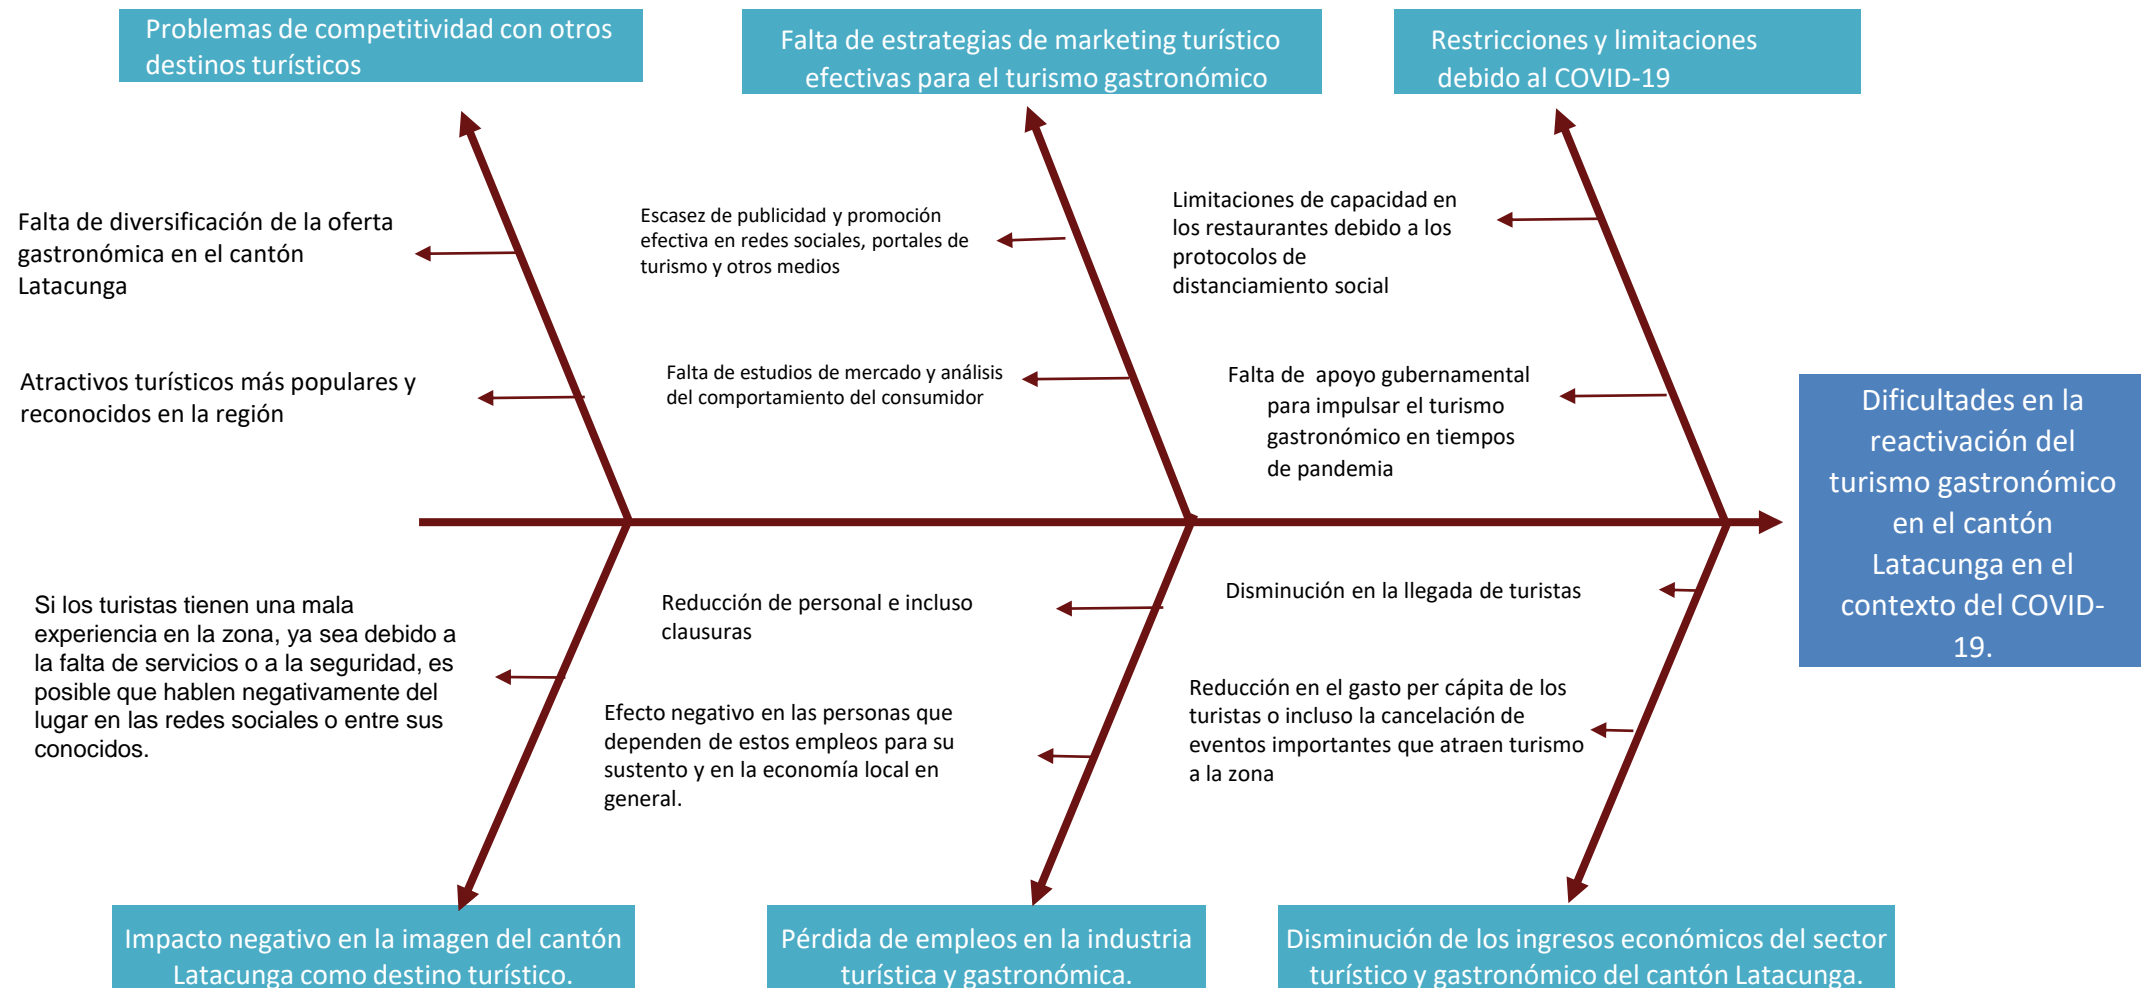 Problemas de competitividad con otros
destinos turísticos
Falta de estrategias de marketing turístico
efectivas para el turismo gastronómico
Restricciones y limitaciones
debido al COVID-19
Falta de diversificación de la oferta
gastronómica en el cantón
Latacunga
Atractivos turísticos más populares y
reconocidos en la región
Escasez de publicidad y promoción
efectiva en redes sociales, portales de
turismo y otros medios
Falta de estudios de mercado y análisis
del comportamiento del consumidor
Limitaciones de capacidad en
los restaurantes debido a los
protocolos de
distanciamiento social
Falta de  apoyo gubernamental
para impulsar el turismo
gastronómico en tiempos
de pandemia
Dificultades en la
reactivación del
turismo gastronómico
en el cantón
Latacunga en el
contexto del COVID-
19.
Si los turistas tienen una mala
experiencia en la zona, ya sea debido a
la falta de servicios o a la seguridad, es
posible que hablen negativamente del
lugar en las redes sociales o entre sus
conocidos.
Reducción de personal e incluso
clausuras
Efecto negativo en las personas que
dependen de estos empleos para su
sustento y en la economía local en
general.
Disminución en la llegada de turistas
Reducción en el gasto per cápita de los
turistas o incluso la cancelación de
eventos importantes que atraen turismo
a la zona
Impacto negativo en la imagen del cantón
Latacunga como destino turístico.
Pérdida de empleos en la industria
turística y gastronómica.
Disminución de los ingresos económicos del sector
turístico y gastronómico del cantón Latacunga.